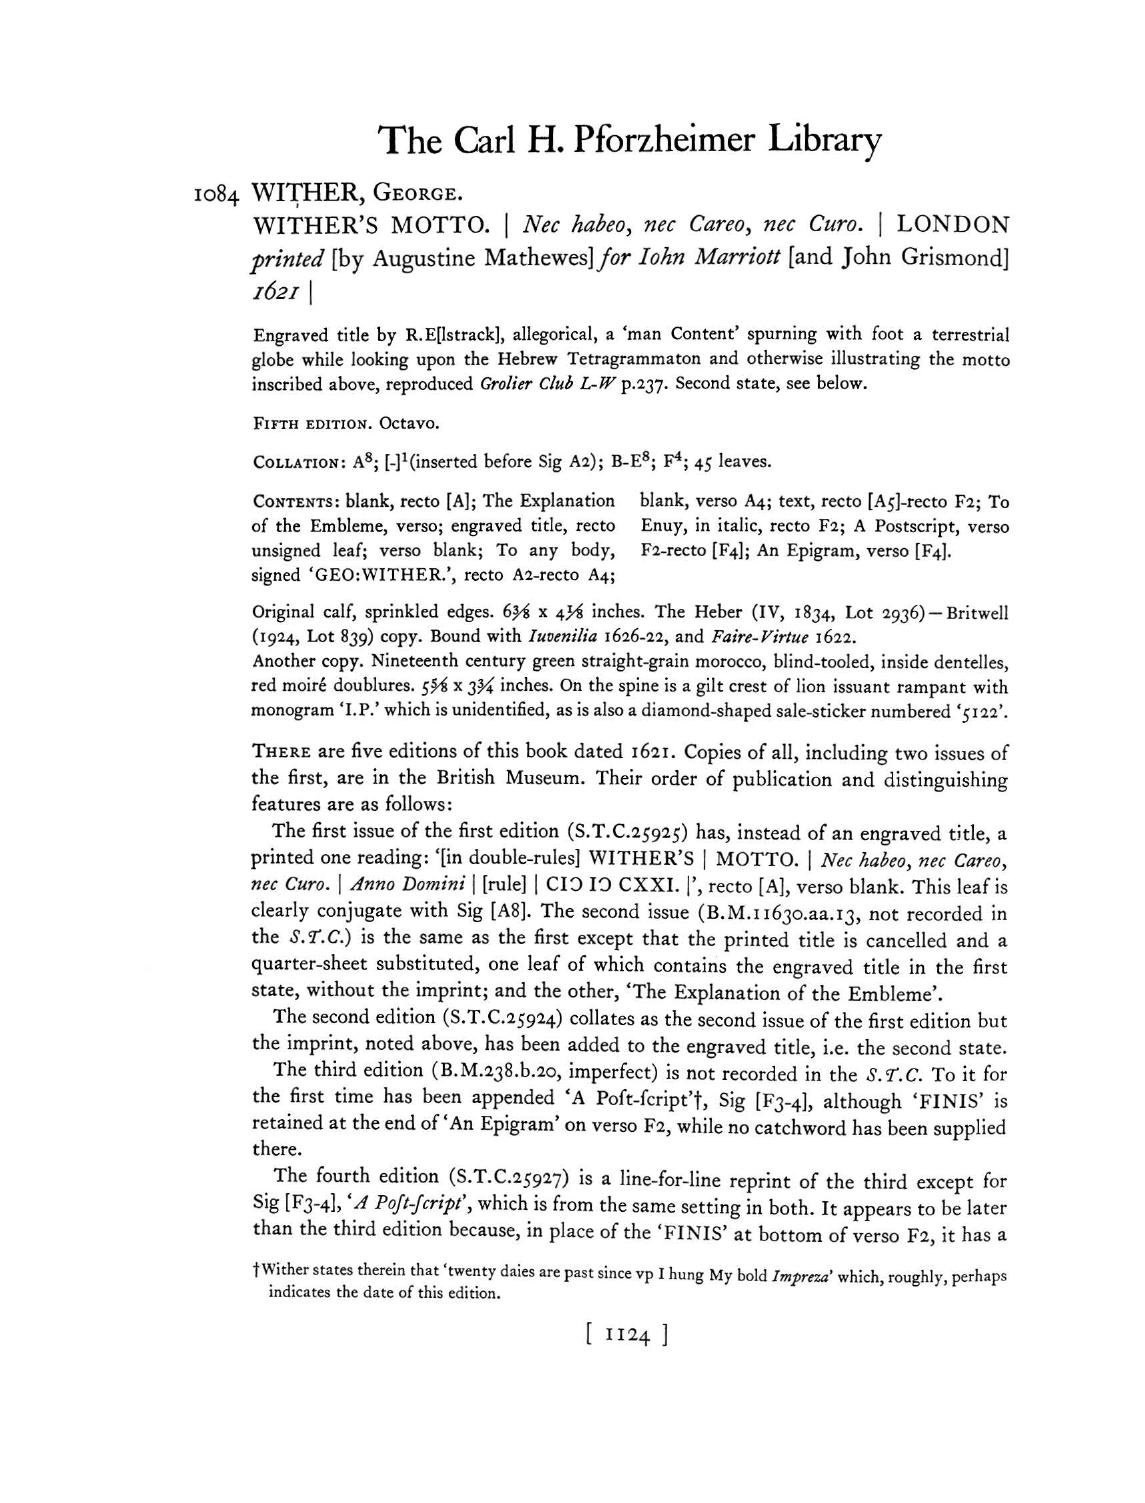 The Carl H. Pforzheimer Library
1084 WITHER, GEORGE.
WITHER'S MOTTO. | Nec habeo, nec Careo, nec Curo. | LONDON
printed [by Augustine Mathewes] for Iohn Marriott [and John Grismond]
1621 |
Engraved title by R.E[lstrack], allegorical, a 'man Content' spurning with foot a terrestrial
globe while looking upon the Hebrew Tetragrammaton and otherwise illustrating the motto
inscribed above, reproduced Grolier Club L-W p.237. Second state, see below.
FIFTH EDITION. Octavo.
COLLATION: A⁸; [-]¹(inserted before Sig A2); B-E⁸; F⁴; 45 leaves.
CONTENTS: blank, recto [A]; The Explanation
of the Embleme, verso; engraved title, recto
unsigned leaf; verso blank; To any body,
signed 'GEO:WITHER.', recto A2-recto A4;
blank, verso A4; text, recto [A5]-recto F2; To
Enuy, in italic, recto F2; A Postscript, verso
F2-recto [F4]; An Epigram, verso [F4].
Original calf, sprinkled edges. 6⅜ x 4⅛ inches. The Heber (IV, 1834, Lot 2936)—Britwell
(1924, Lot 839) copy. Bound with Iuvenilia 1626-22, and Faire-Virtue 1622.
Another copy. Nineteenth century green straight-grain morocco, blind-tooled, inside dentelles,
red moiré doublures. 5⅝ x 3¾ inches. On the spine is a gilt crest of lion issuant rampant with
monogram 'I.P.' which is unidentified, as is also a diamond-shaped sale-sticker numbered '5122'.
THERE are five editions of this book dated 1621. Copies of all, including two issues of
the first, are in the British Museum. Their order of publication and distinguishing
features are as follows:
The first issue of the first edition (S.T.C.25925) has, instead of an engraved title, a
printed one reading: '[in double-rules] WITHER'S | MOTTO. | Nec habeo, nec Careo,
nec Curo. | Anno Domini | [rule] | CIↃ IↃ CXXI. |', recto [A], verso blank. This leaf is
clearly conjugate with Sig [A8]. The second issue (B.M.11630.aa.13, not recorded in
the S.T.C.) is the same as the first except that the printed title is cancelled and a
quarter-sheet substituted, one leaf of which contains the engraved title in the first
state, without the imprint; and the other, 'The Explanation of the Embleme'.
The second edition (S.T.C.25924) collates as the second issue of the first edition but
the imprint, noted above, has been added to the engraved title, i.e. the second state.
The third edition (B.M.238.b.20, imperfect) is not recorded in the S.T.C. To it for
the first time has been appended 'A Poſt-ſcript'†, Sig [F3-4], although 'FINIS' is
retained at the end of 'An Epigram' on verso F2, while no catchword has been supplied
there.
The fourth edition (S.T.C.25927) is a line-for-line reprint of the third except for
Sig [F3-4], 'A Poſt-ſcript', which is from the same setting in both. It appears to be later
than the third edition because, in place of the 'FINIS' at bottom of verso F2, it has a
†Wither states therein that 'twenty daies are past since vp I hung My bold Impreza' which, roughly, perhaps
indicates the date of this edition.
[ 1124 ]